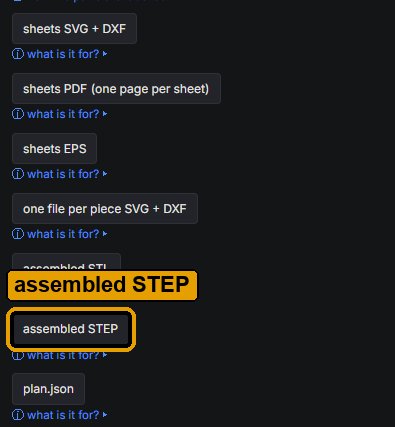 sheets SVG + DXF
what is it for?
sheets PDF (one page per sheet)
what is it for?
sheets EPS
what is it for?
one file per piece SVG + DXF
what is it for?
assembled STL
assembled STEP
assembled STEP
what is it for?
plan.json
what is it for?